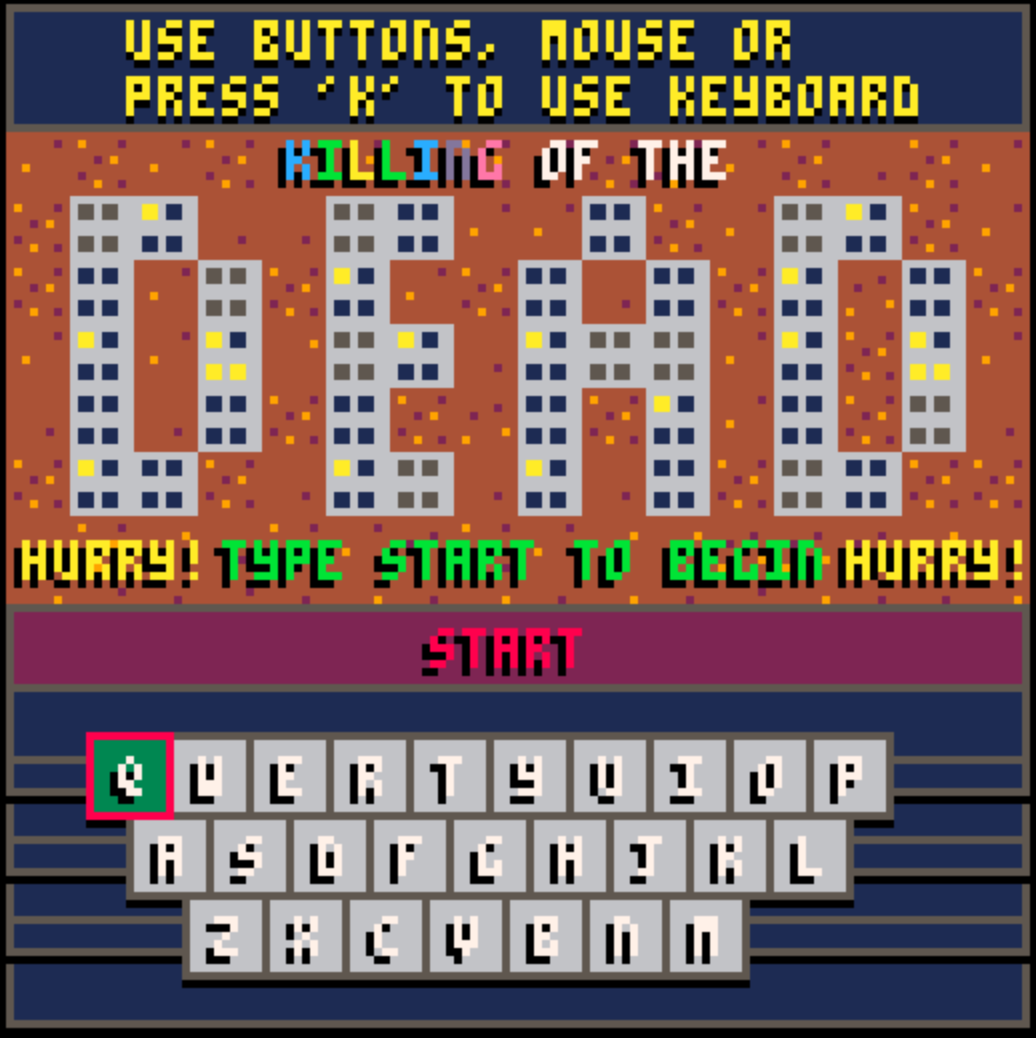 USE BUTTONS, MOUSE OR
PRESS 'K' TO USE KEYBOARD
KILLING OF THE
DEAD
HURRY! TYPE START TO BEGIN HURRY!
START
Q W E R T Y U I O P
A S D F G H J K L
Z X C V B N M